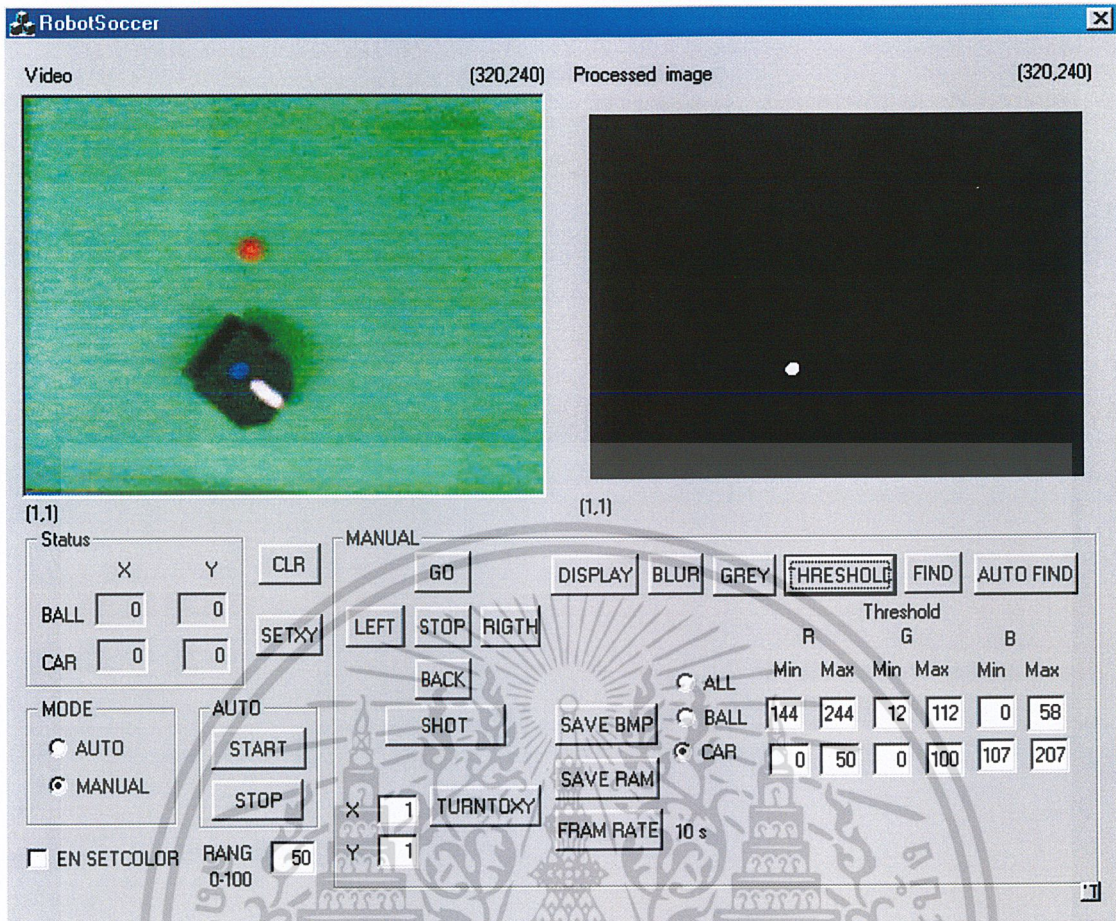 RobotSoccer
Video (320,240) Processed image (320,240)
(1,1) (1,1)
Status
X Y
BALL 0 0
CAR 0 0
CLR
SETXY
MODE
AUTO
MANUAL
AUTO
START
STOP
EN SETCOLOR
RANG 50
0-100
MANUAL
GO
LEFT STOP RIGTH
BACK
SHOT
X 1 TURNTOXY
Y 1
DISPLAY BLUR GREY THRESHOLD FIND AUTO FIND
Threshold
R G B
Min Max Min Max Min Max
ALL
BALL 144 244 12 112 0 58
CAR 0 50 0 100 107 207
SAVE BMP
SAVE RAM
FRAM RATE 10 s